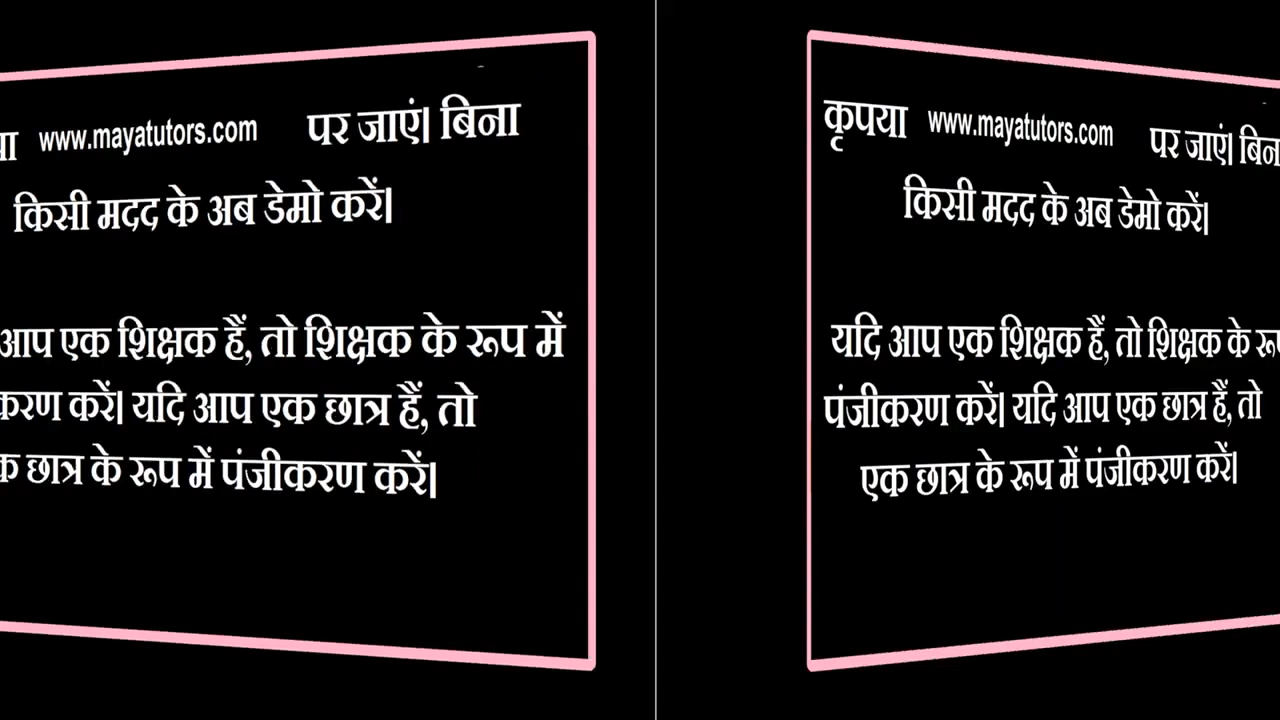 या www.mayatutors.com पर जाएं। बिना
किसी मदद के अब डेमो करें।
आप एक शिक्षक हैं, तो शिक्षक के रूप में
करण करें। यदि आप एक छात्र हैं, तो
क छात्र के रूप में पंजीकरण करें।
कृपया www.mayatutors.com पर जाएं। बिन
किसी मदद के अब डेमो करें।
यदि आप एक शिक्षक हैं, तो शिक्षक के रूप
पंजीकरण करें। यदि आप एक छात्र हैं, तो
एक छात्र के रूप में पंजीकरण करें।